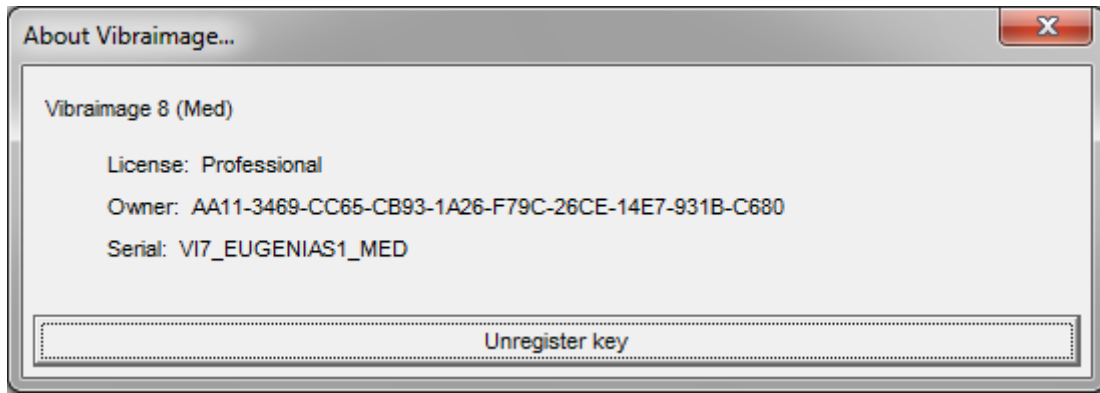 About Vibraimage...
Vibraimage 8 (Med)
License: Professional
Owner: AA11-3469-CC65-CB93-1A26-F79C-26CE-14E7-931B-C680
Serial: VI7_EUGENIAS1_MED
Unregister key